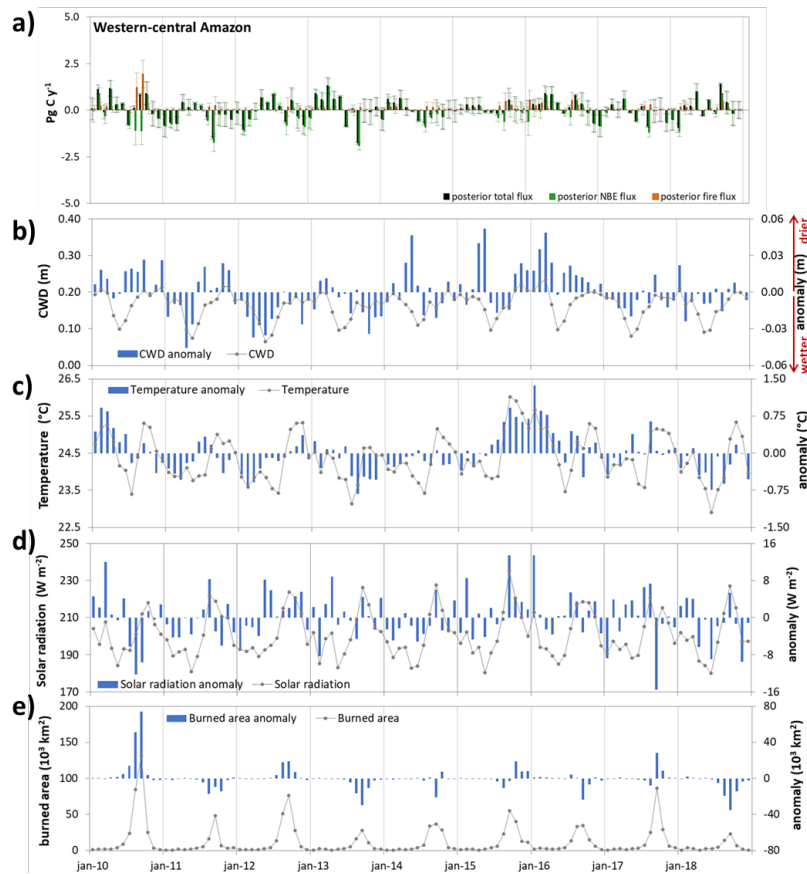 a)
Western-central Amazon
5.0
2.5
0.0
-2.5
-5.0
Pg C y⁻¹
posterior total flux
posterior NBE flux
posterior fire flux
b)
0.40
0.30
0.20
0.10
0.00
CWD (m)
CWD anomaly
CWD
0.06
0.03
0.00
-0.03
-0.06
anomaly (m)
drier
wetter
c)
26.5
25.5
24.5
23.5
22.5
Temperature (°C)
Temperature anomaly
Temperature
1.50
0.75
0.00
-0.75
-1.50
anomaly (°C)
d)
250
230
210
190
170
Solar radiation (W m⁻²)
Solar radiation anomaly
Solar radiation
16
8
0
-8
-16
anomaly (W m⁻²)
e)
200
150
100
50
0
burned area (10³ km²)
Burned area anomaly
Burned area
80
40
0
-40
-80
anomaly (10³ km²)
jan-10
jan-11
jan-12
jan-13
jan-14
jan-15
jan-16
jan-17
jan-18